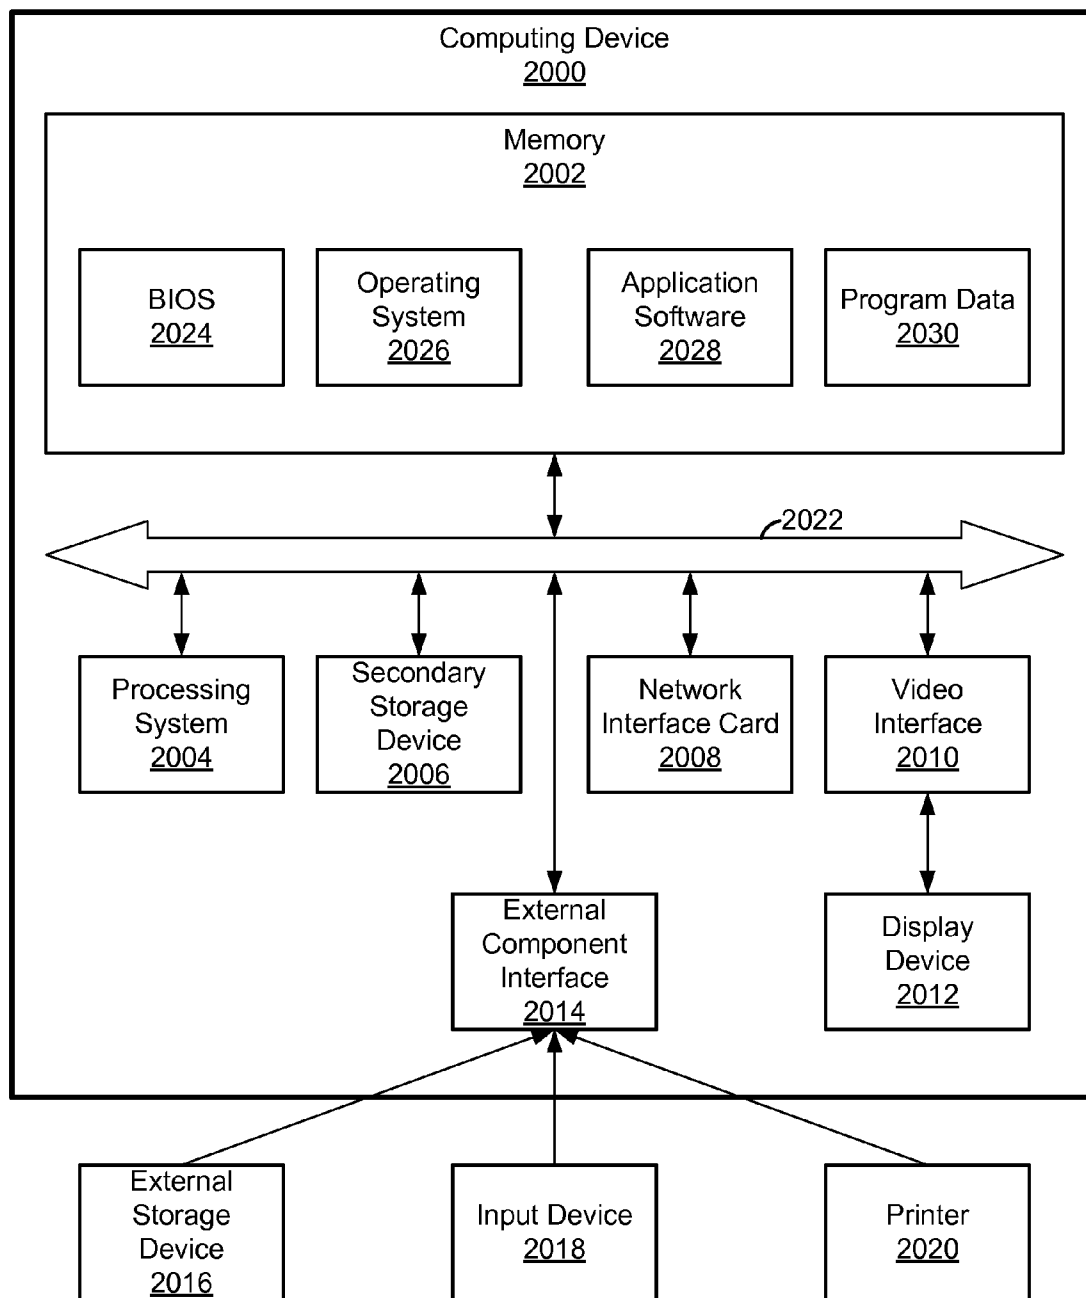 Computing Device
2000
Memory
2002
BIOS
2024
Operating
System
2026
Application
Software
2028
Program Data
2030
2022
Processing
System
2004
Secondary
Storage
Device
2006
Network
Interface Card
2008
Video
Interface
2010
External
Component
Interface
2014
Display
Device
2012
External
Storage
Device
2016
Input Device
2018
Printer
2020